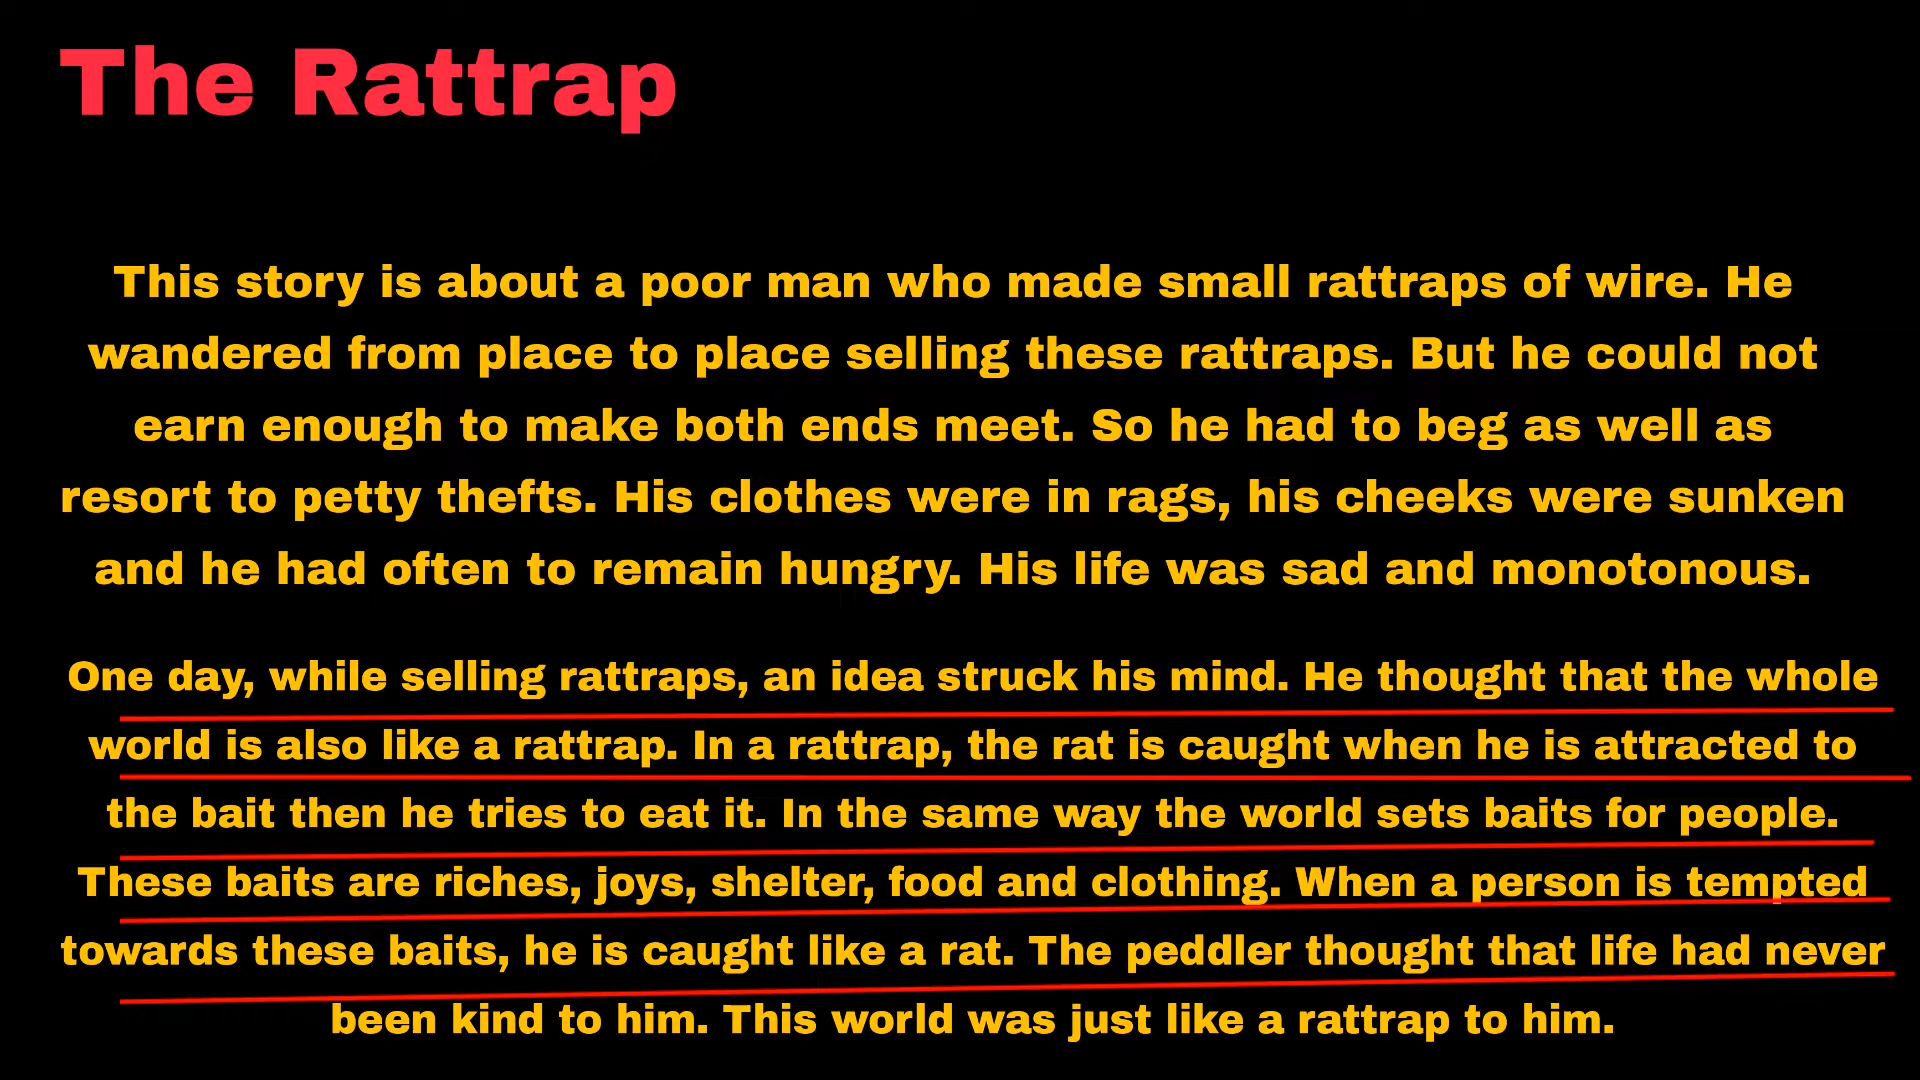 The Rattrap
This story is about a poor man who made small rattraps of wire. He
wandered from place to place selling these rattraps. But he could not
earn enough to make both ends meet. So he had to beg as well as
resort to petty thefts. His clothes were in rags, his cheeks were sunken
and he had often to remain hungry. His life was sad and monotonous.
One day, while selling rattraps, an idea struck his mind. He thought that the whole
world is also like a rattrap. In a rattrap, the rat is caught when he is attracted to
the bait then he tries to eat it. In the same way the world sets baits for people.
These baits are riches, joys, shelter, food and clothing. When a person is tempted
towards these baits, he is caught like a rat. The peddler thought that life had never
been kind to him. This world was just like a rattrap to him.